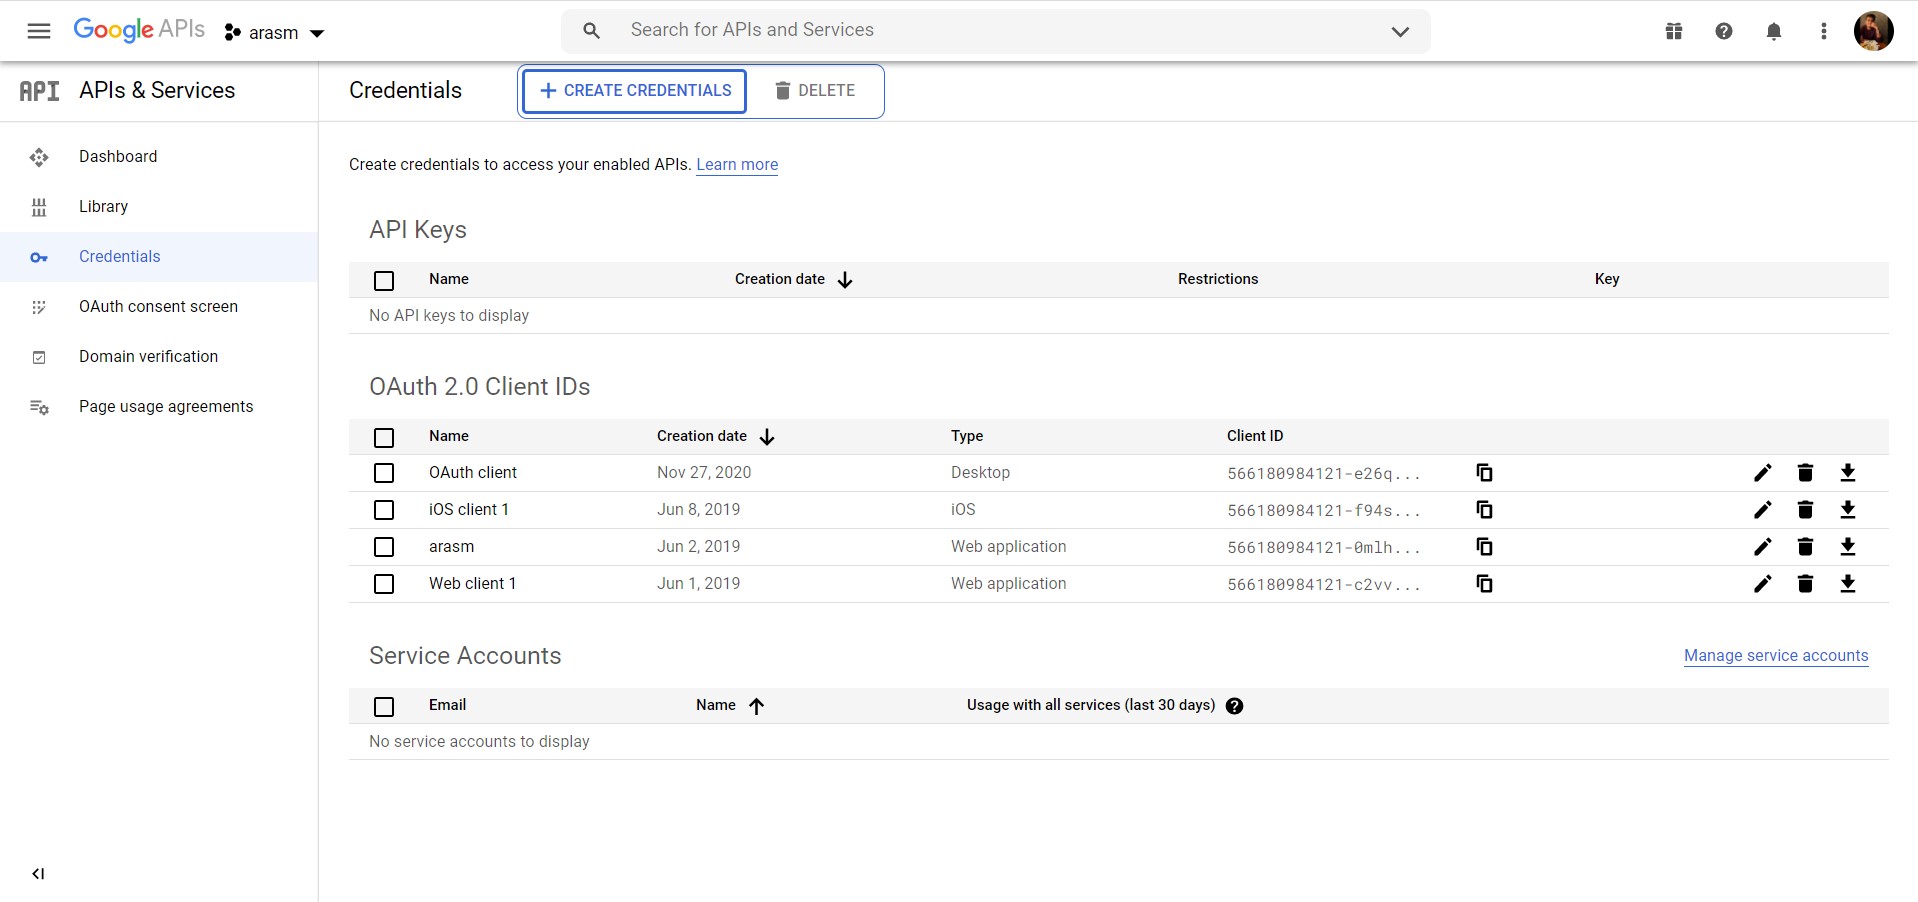 Google APIs
arasm
Search for APIs and Services
API APIs & Services
Credentials
CREATE CREDENTIALS
DELETE
Dashboard
Library
Credentials
OAuth consent screen
Domain verification
Page usage agreements
Create credentials to access your enabled APIs. Learn more
API Keys
Name Creation date Restrictions Key
No API keys to display
OAuth 2.0 Client IDs
Name Creation date Type Client ID
OAuth client Nov 27, 2020 Desktop 566180984121-e26q...
iOS client 1 Jun 8, 2019 iOS 566180984121-f94s...
arasm Jun 2, 2019 Web application 566180984121-0mlh...
Web client 1 Jun 1, 2019 Web application 566180984121-c2vv...
Service Accounts Manage service accounts
Email Name Usage with all services (last 30 days)
No service accounts to display